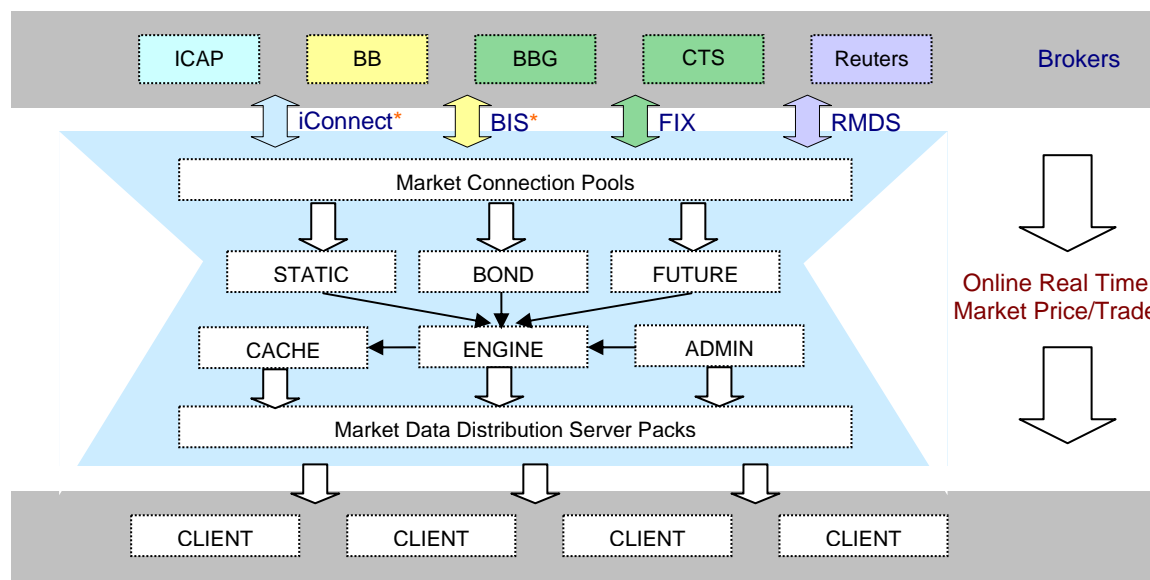 ICAP
BB
BBG
CTS
Reuters
Brokers
iConnect*
BIS*
FIX
RMDS
Market Connection Pools
STATIC
BOND
FUTURE
Online Real Time
Market Price/Trade
CACHE
ENGINE
ADMIN
Market Data Distribution Server Packs
CLIENT
CLIENT
CLIENT
CLIENT